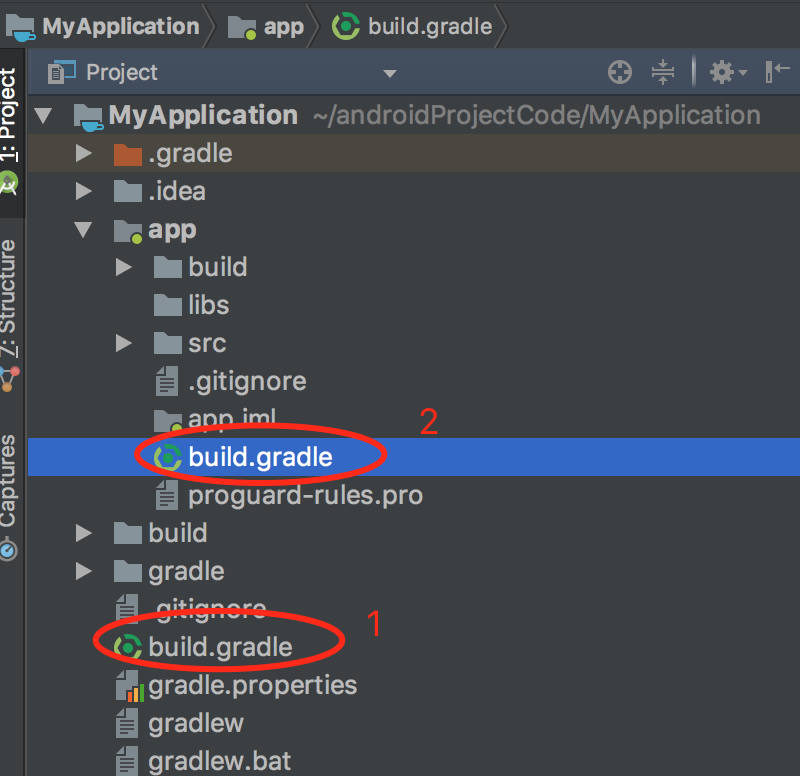 MyApplication app build.gradle
1: Project
Project
MyApplication ~/androidProjectCode/MyApplication
.gradle
.idea
app
build
libs
src
.gitignore
app.iml
2
build.gradle
proguard-rules.pro
build
gradle
.gitignore
1
build.gradle
gradle.properties
gradlew
gradlew.bat
7: Structure
Captures